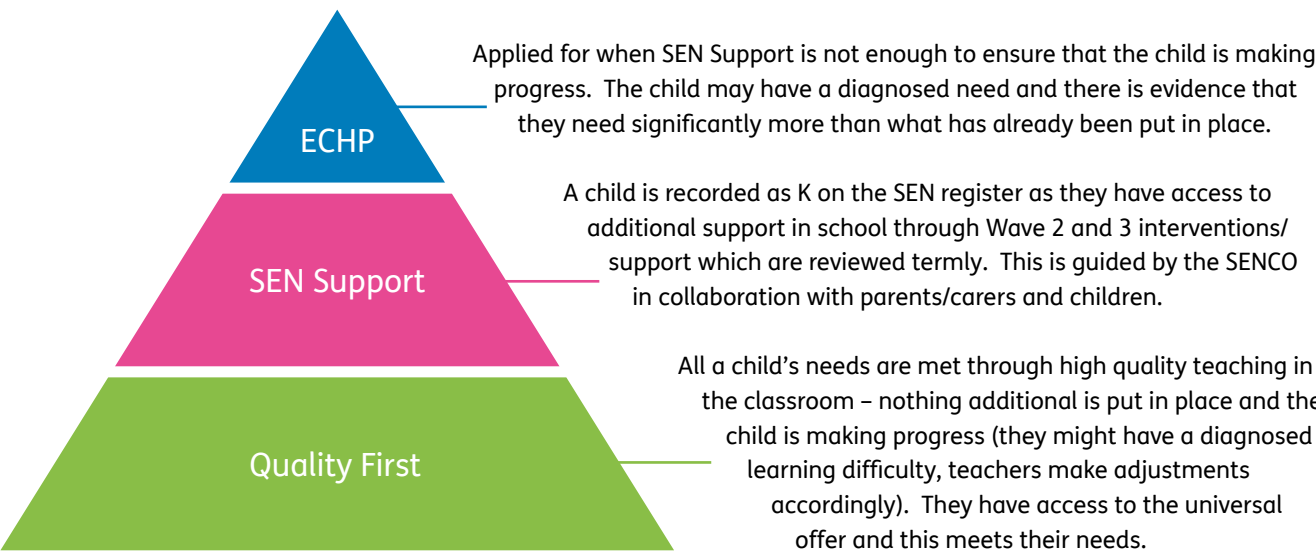 ECHP
Applied for when SEN Support is not enough to ensure that the child is making
progress. The child may have a diagnosed need and there is evidence that
they need significantly more than what has already been put in place.
SEN Support
A child is recorded as K on the SEN register as they have access to
additional support in school through Wave 2 and 3 interventions/
support which are reviewed termly. This is guided by the SENCO
in collaboration with parents/carers and children.
Quality First
All a child's needs are met through high quality teaching in
the classroom – nothing additional is put in place and the
child is making progress (they might have a diagnosed
learning difficulty, teachers make adjustments
accordingly). They have access to the universal
offer and this meets their needs.